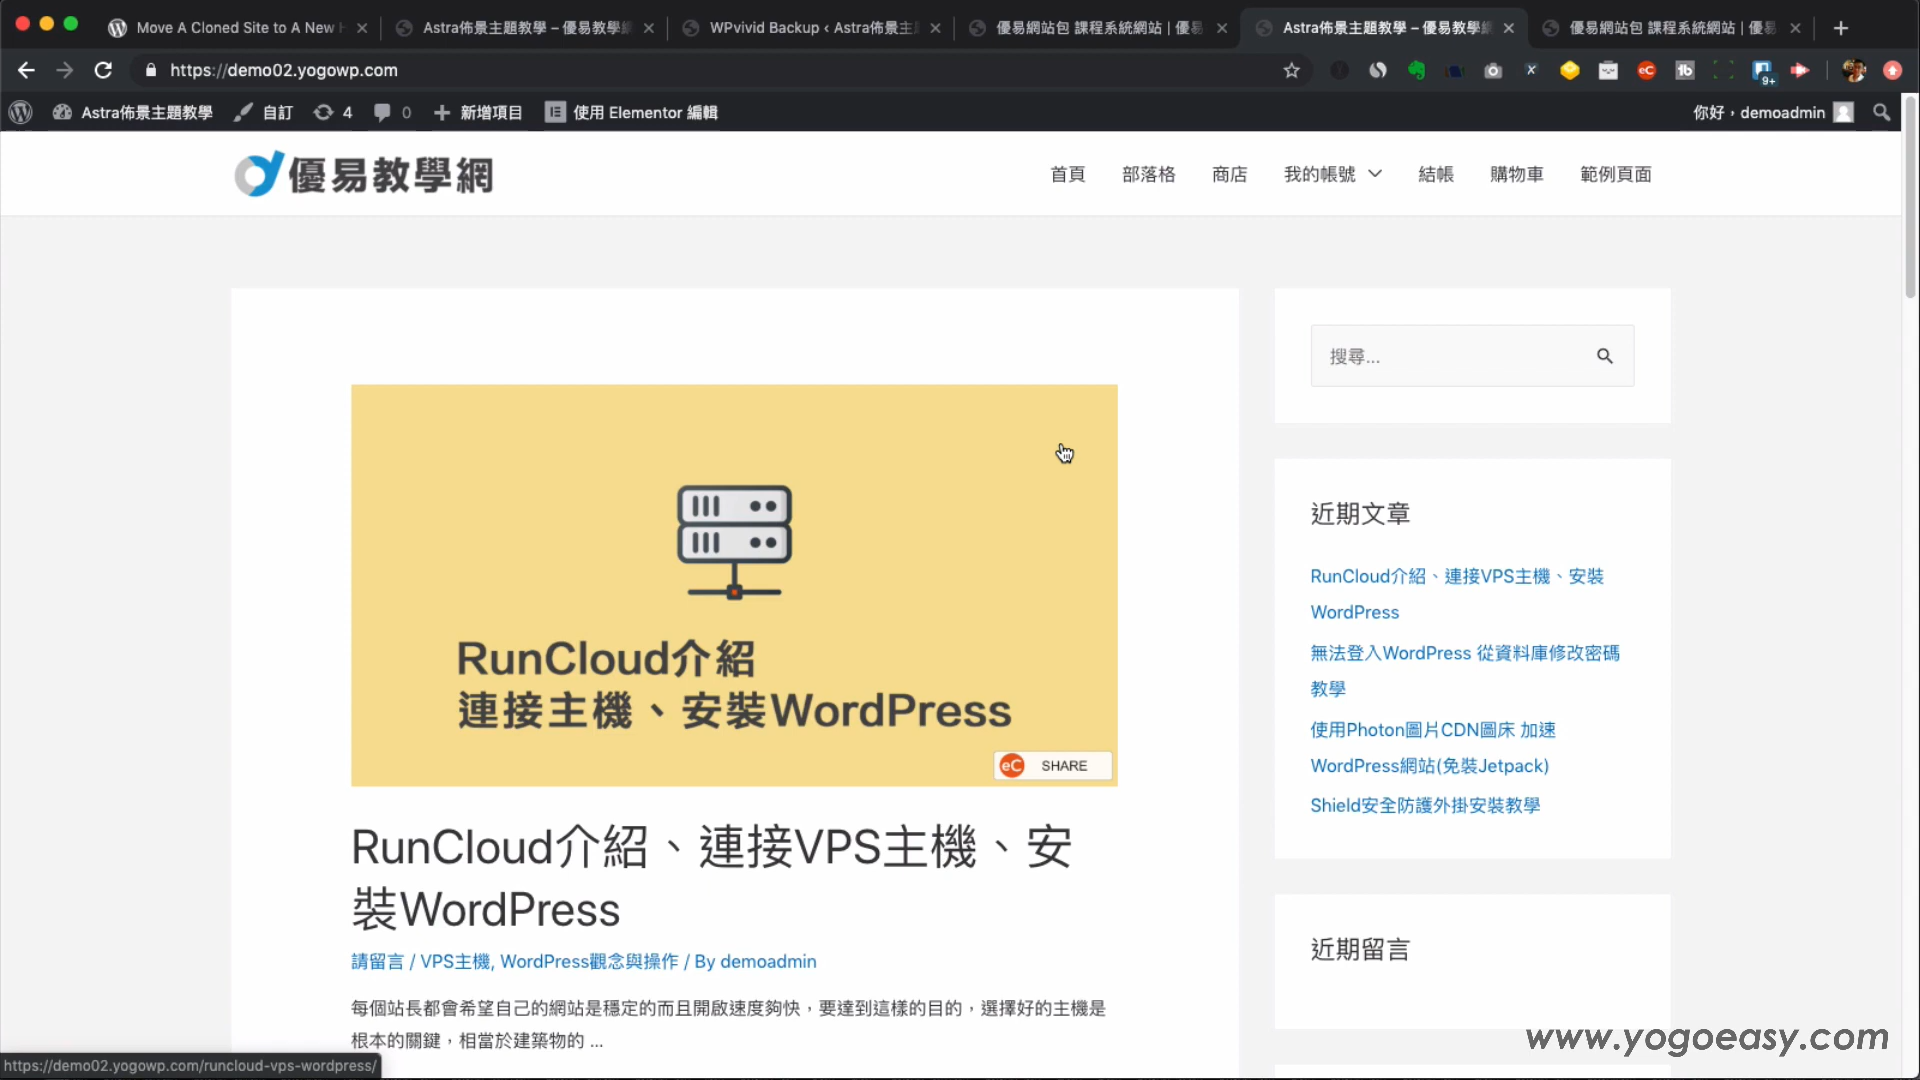 Move A Cloned Site to A New H
Astra佈景主題教學 – 優易教學網
WPvivid Backup ‹ Astra佈景主
優易網站包 課程系統網站 | 優易
Astra佈景主題教學 – 優易教學網
優易網站包 課程系統網站 | 優易
https://demo02.yogowp.com
Astra佈景主題教學 自訂 4 0 新增項目 使用 Elementor 編輯 你好，demoadmin
優易教學網
首頁 部落格 商店 我的帳號 結帳 購物車 範例頁面
搜尋...
RunCloud介紹
連接主機、安裝WordPress
eC SHARE
RunCloud介紹、連接VPS主機、安
裝WordPress
請留言 / VPS主機, WordPress觀念與操作 / By demoadmin
每個站長都會希望自己的網站是穩定的而且開啟速度夠快，要達到這樣的目的，選擇好的主機是
根本的關鍵，相當於建築物的 ...
近期文章
RunCloud介紹、連接VPS主機、安裝
WordPress
無法登入WordPress 從資料庫修改密碼
教學
使用Photon圖片CDN圖床 加速
WordPress網站(免裝Jetpack)
Shield安全防護外掛安裝教學
近期留言
www.yogoeasy.com
https://demo02.yogowp.com/runcloud-vps-wordpress/